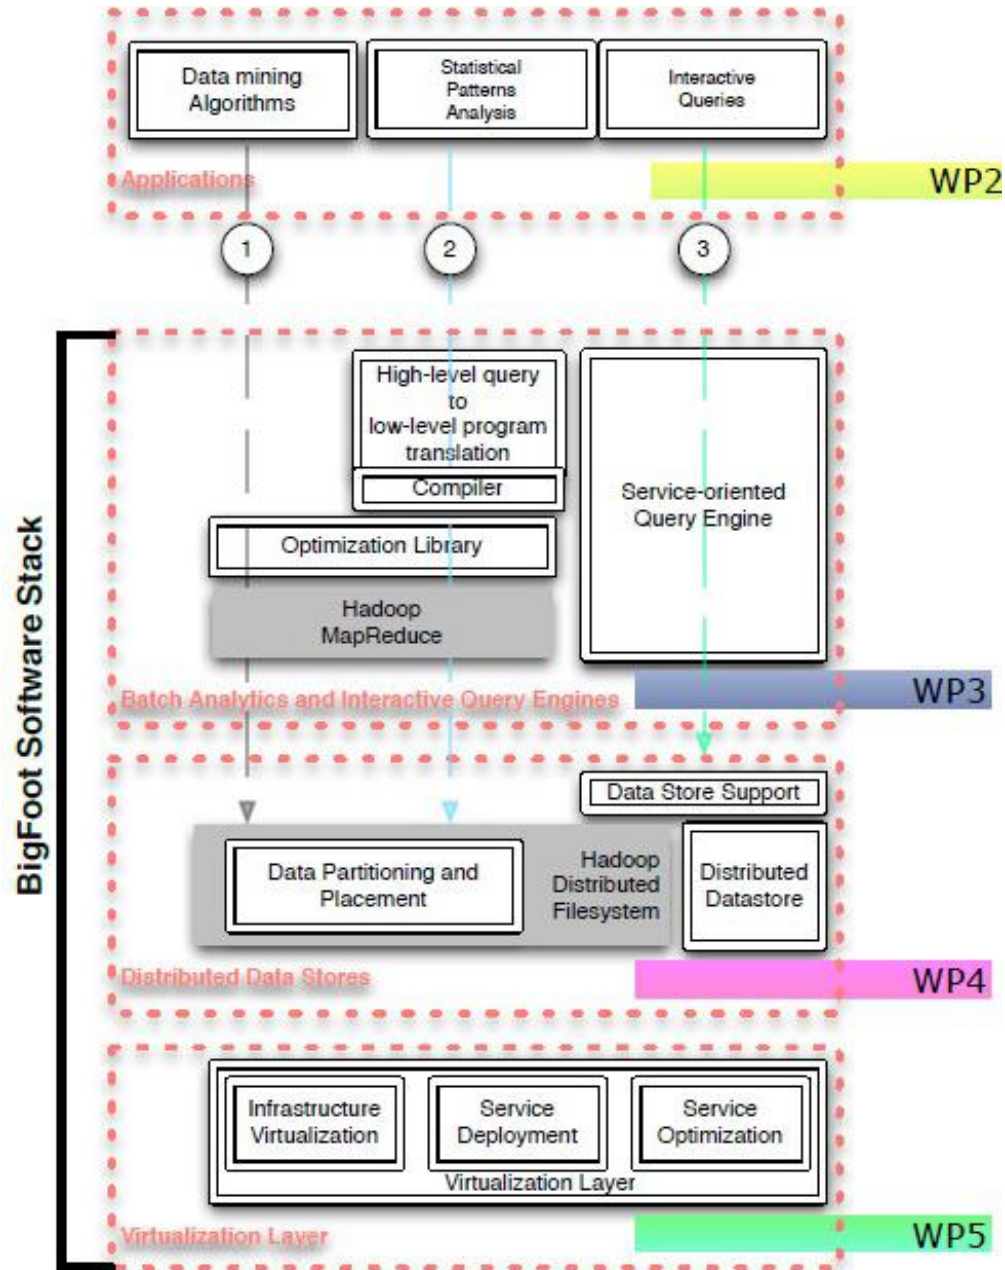 Data mining
Algorithms
Statistical
Patterns
Analysis
Interactive
Queries
Applications
WP2
1
2
3
BigFoot Software Stack
High-level query
to
low-level program
translation
Compiler
Optimization Library
Hadoop
MapReduce
Service-oriented
Query Engine
Batch Analytics and Interactive Query Engines
WP3
Data Store Support
Data Partitioning and
Placement
Hadoop
Distributed
Filesystem
Distributed
Datastore
Distributed Data Stores
WP4
Infrastructure
Virtualization
Service
Deployment
Service
Optimization
Virtualization Layer
Virtualization Layer
WP5